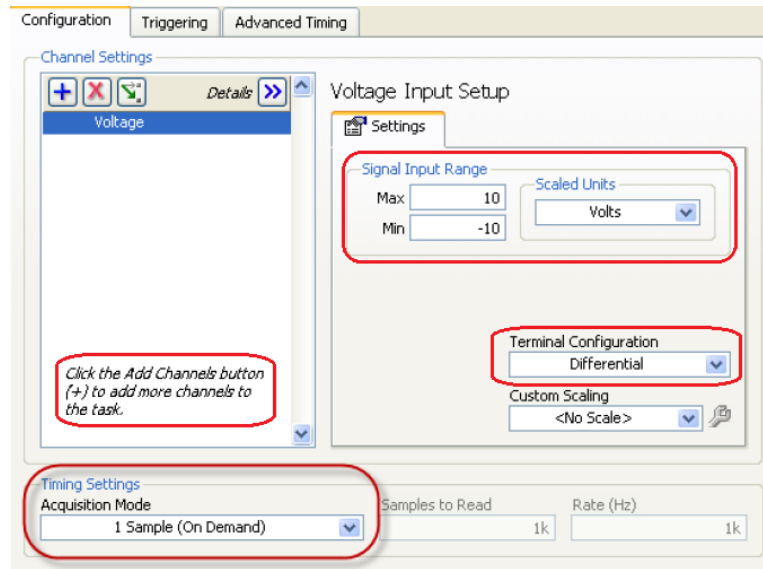 Configuration Triggering Advanced Timing
Channel Settings
Details
Voltage
Click the Add Channels button
(+) to add more channels to
the task.
Voltage Input Setup
Settings
Signal Input Range
Max 10
Min -10
Scaled Units
Volts
Terminal Configuration
Differential
Custom Scaling
<No Scale>
Timing Settings
Acquisition Mode
1 Sample (On Demand)
Samples to Read
1k
Rate (Hz)
1k